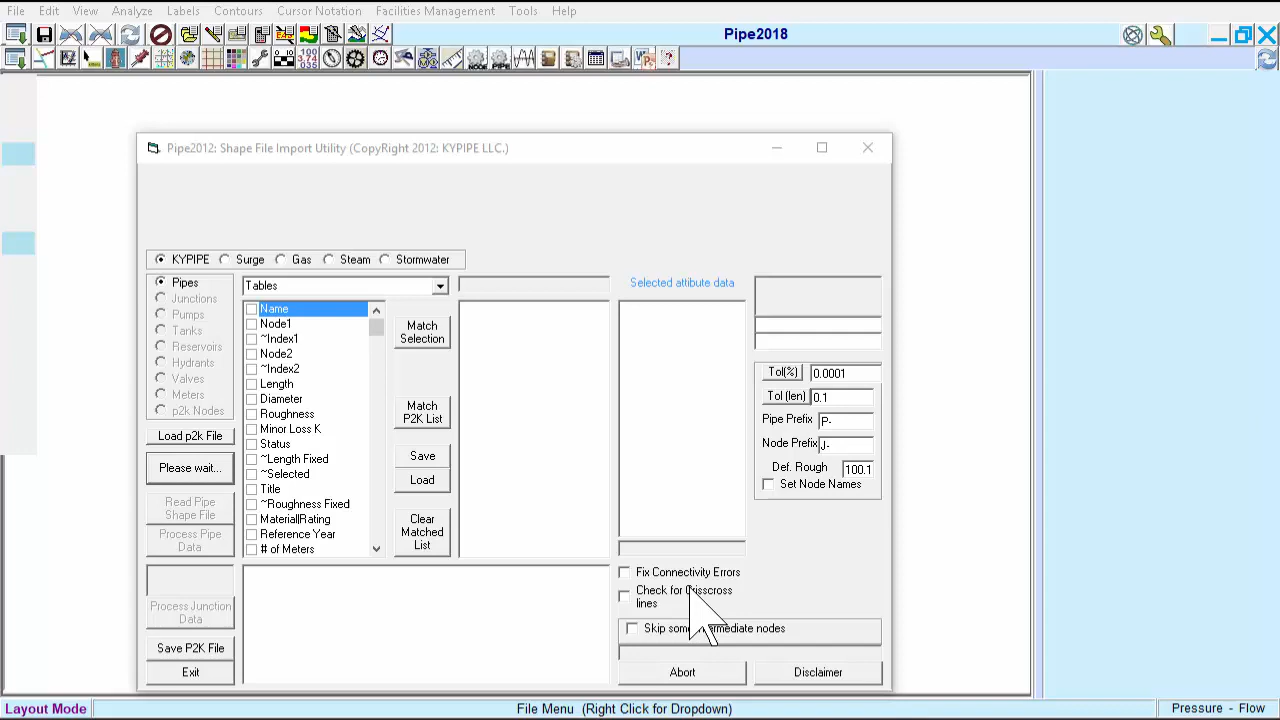 File Edit View Analyze Labels Contours Cursor Notation Facilities Management Tools Help
Pipe2018
Pipe2012: Shape File Import Utility (CopyRight 2012: KYPIPE LLC.)
KYPIPE Surge Gas Steam Stormwater
Pipes
Junctions
Pumps
Tanks
Reservoirs
Hydrants
Valves
Meters
p2k Nodes
Load p2k File
Please wait...
Read Pipe
Shape File
Process Pipe
Data
Process Junction
Data
Save P2K File
Exit
Tables
Name
Node1
~Index1
Node2
~Index2
Length
Diameter
Roughness
Minor Loss K
Status
~Length Fixed
~Selected
Title
~Roughness Fixed
Material|Rating
Reference Year
# of Meters
Match
Selection
Match
P2K List
Save
Load
Clear
Matched
List
Selected attibute data
Tol(%) 0.0001
Tol (len) 0.1
Pipe Prefix P-
Node Prefix J-
Def. Rough 100.1
Set Node Names
Fix Connectivity Errors
Check for Crisscross
lines
Skip some intermediate nodes
Abort
Disclaimer
Layout Mode
File Menu (Right Click for Dropdown)
Pressure - Flow